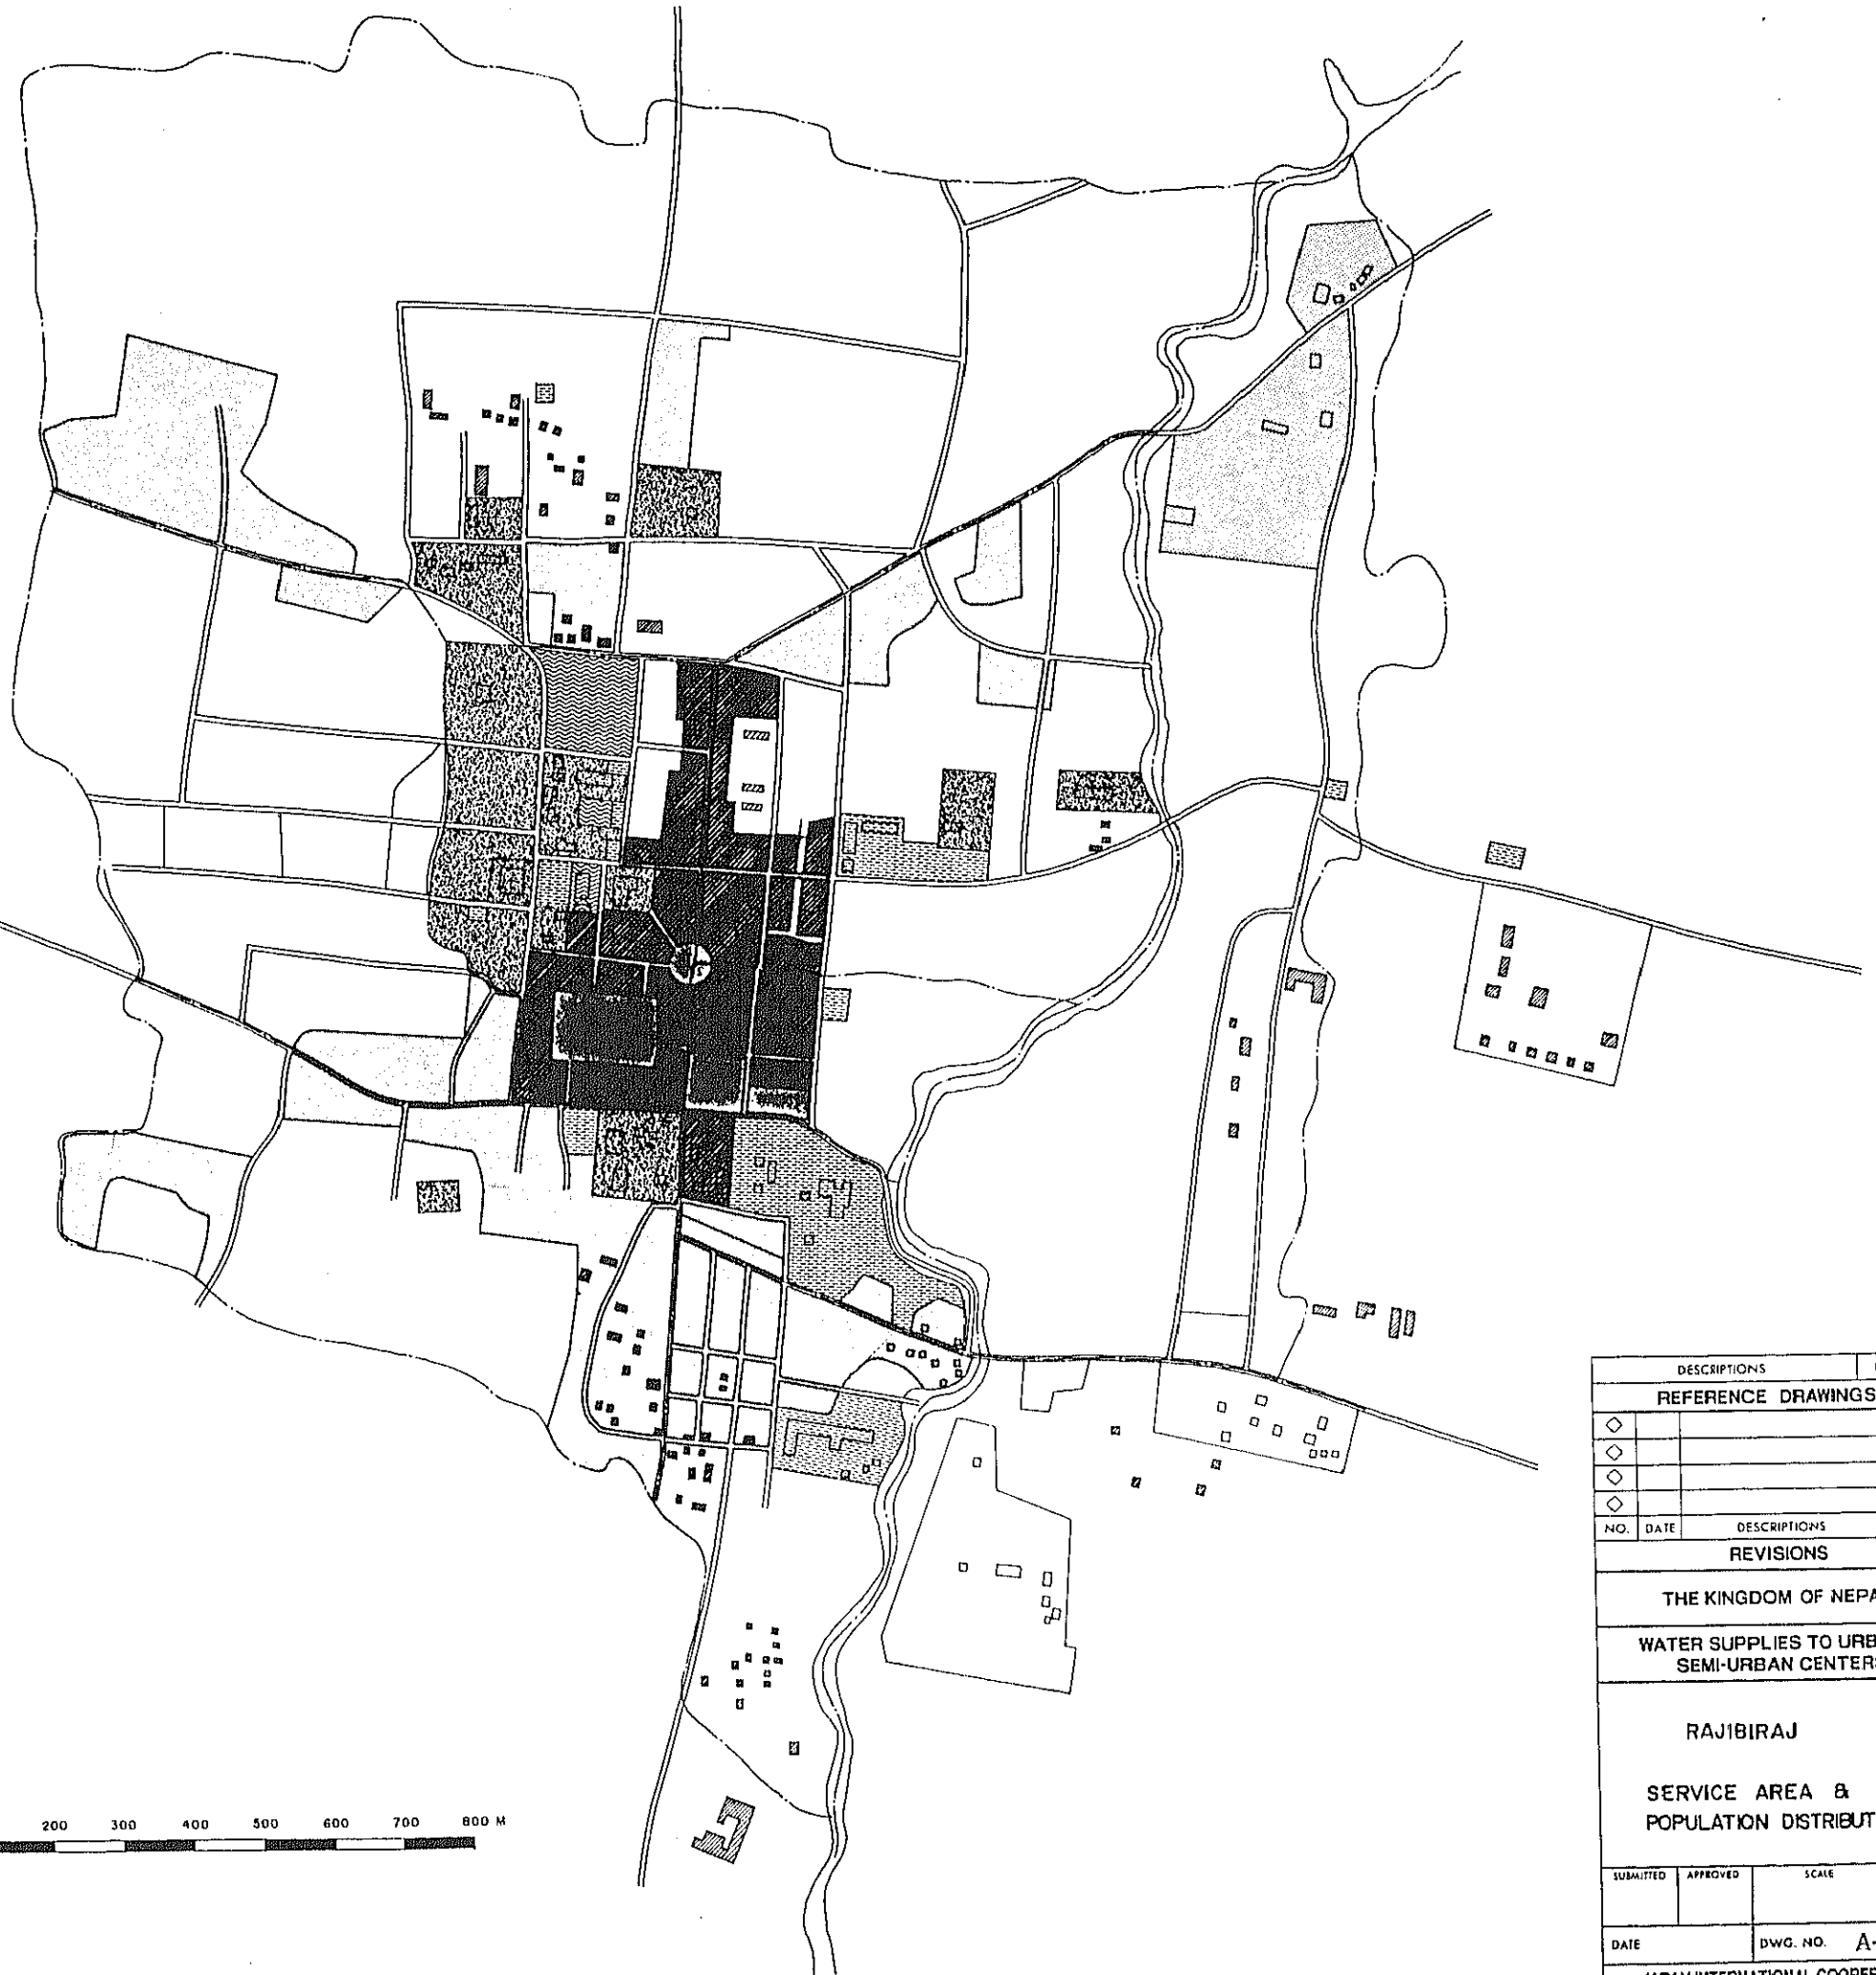 200 300 400 500 600 700 800 M
DESCRIPTIONS
REFERENCE DRAWINGS
NO. DATE DESCRIPTIONS
REVISIONS
THE KINGDOM OF NEPA
WATER SUPPLIES TO URB
SEMI-URBAN CENTER
RAJIBIRAJ
SERVICE AREA &
POPULATION DISTRIBUT
SUBMITTED APPROVED SCALE
DATE DWG. NO. A-